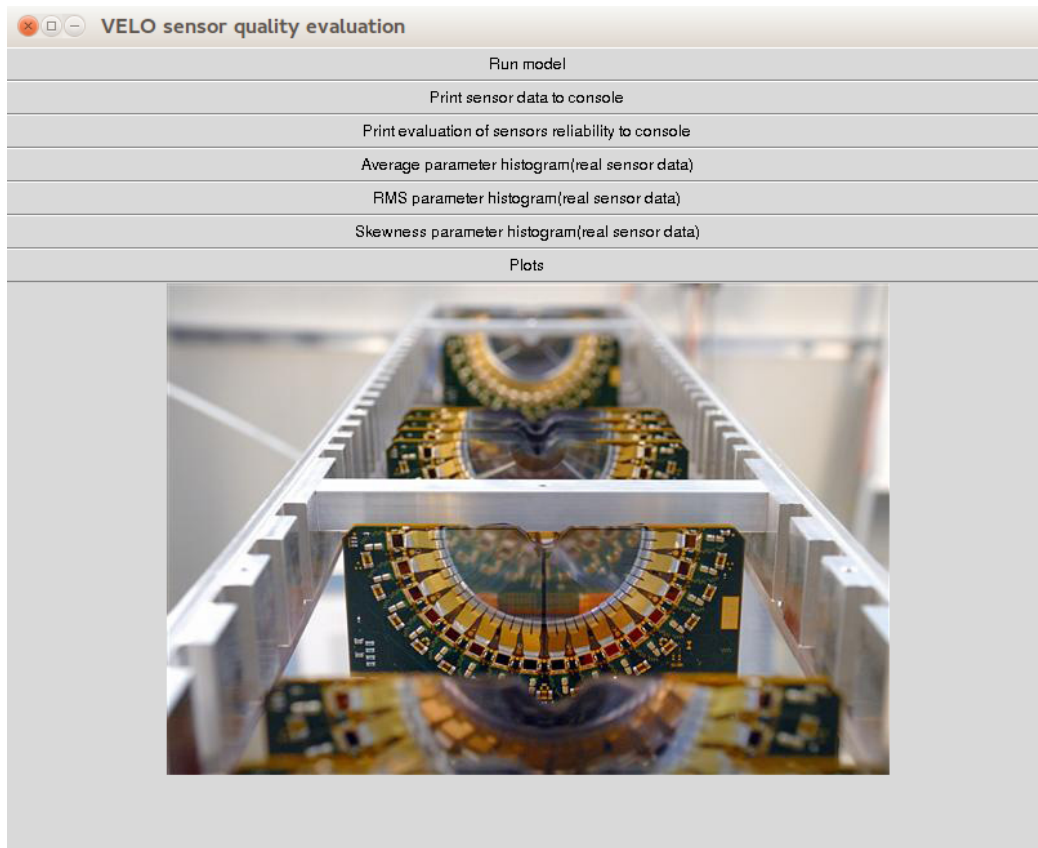 VELO sensor quality evaluation
Run model
Print sensor data to console
Print evaluation of sensors reliability to console
Average parameter histogram(real sensor data)
RMS parameter histogram(real sensor data)
Skewness parameter histogram(real sensor data)
Plots